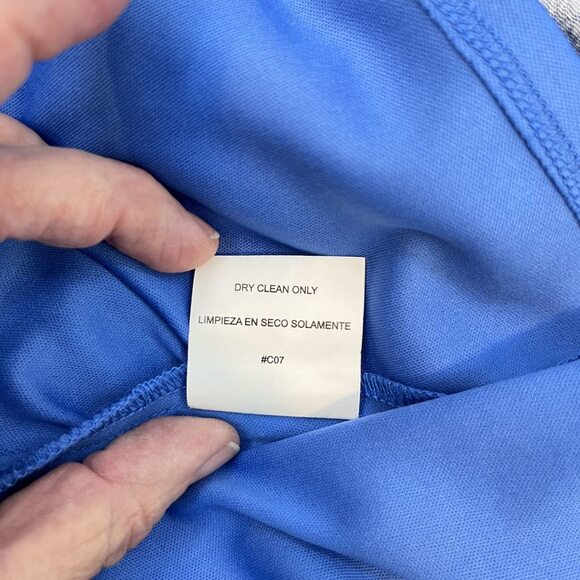 DRY CLEAN ONLY
LIMPIEZA EN SECO SOLAMENTE
#C07